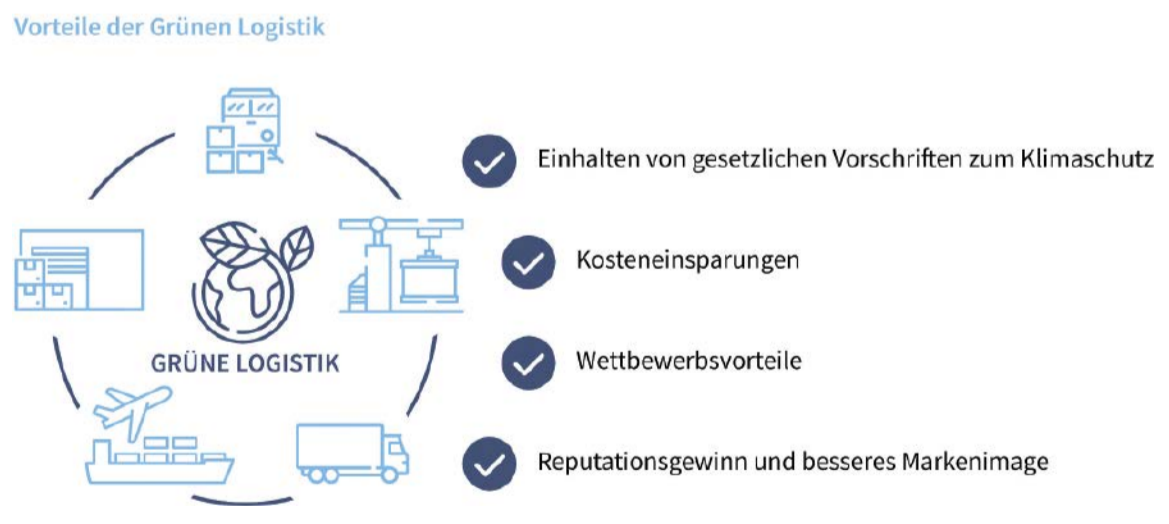 Vorteile der Grünen Logistik
Einhalten von gesetzlichen Vorschriften zum Klimaschutz
Kosteneinsparungen
GRÜNE LOGISTIK
Wettbewerbsvorteile
Reputationsgewinn und besseres Markenimage